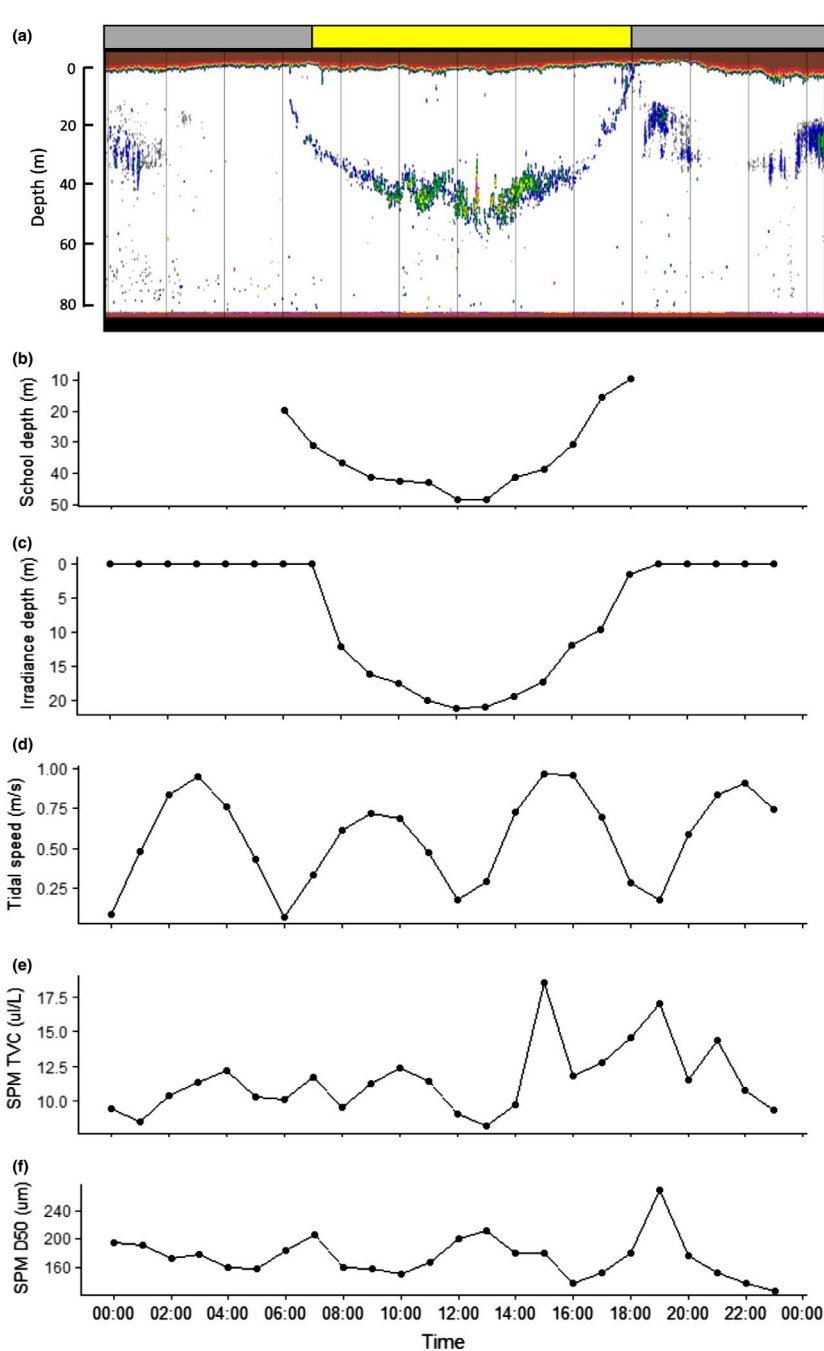 (a)
0
20
40
60
80
Depth (m)
(b)
10
20
30
40
50
School depth (m)
(c)
0
5
10
15
20
Irradiance depth (m)
(d)
1.00
0.75
0.50
0.25
Tidal speed (m/s)
(e)
17.5
15.0
12.5
10.0
SPM TVC (ul/L)
(f)
240
200
160
SPM D50 (um)
00:00 02:00 04:00 06:00 08:00 10:00 12:00 14:00 16:00 18:00 20:00 22:00 00:00
Time